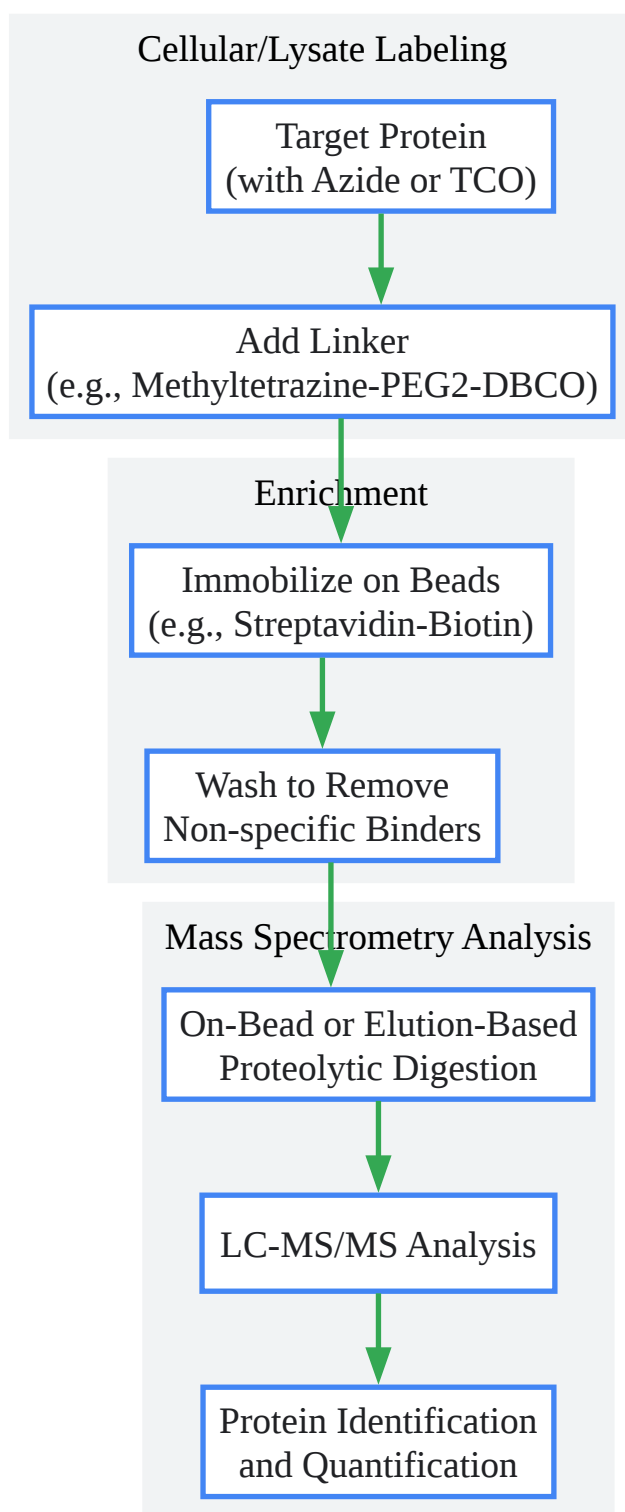 Cellular/Lysate Labeling
Target Protein
(with Azide or TCO)
Add Linker
(e.g., Methyltetrazine-PEG2-DBCO)
Enrichment
Immobilize on Beads
(e.g., Streptavidin-Biotin)
Wash to Remove
Non-specific Binders
Mass Spectrometry Analysis
On-Bead or Elution-Based
Proteolytic Digestion
LC-MS/MS Analysis
Protein Identification
and Quantification